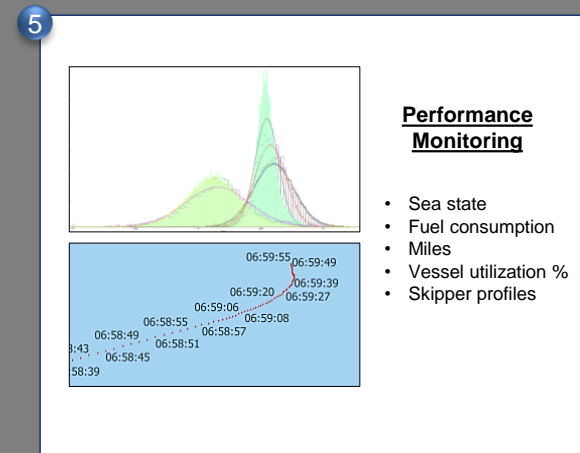 5
Performance
Monitoring
• Sea state
• Fuel consumption
• Miles
• Vessel utilization %
• Skipper profiles
06:59:55
06:59:49
06:59:39
06:59:20
06:59:27
06:59:06
06:59:08
06:58:55
06:58:57
06:58:49
06:58:51
3:43
06:58:45
58:39